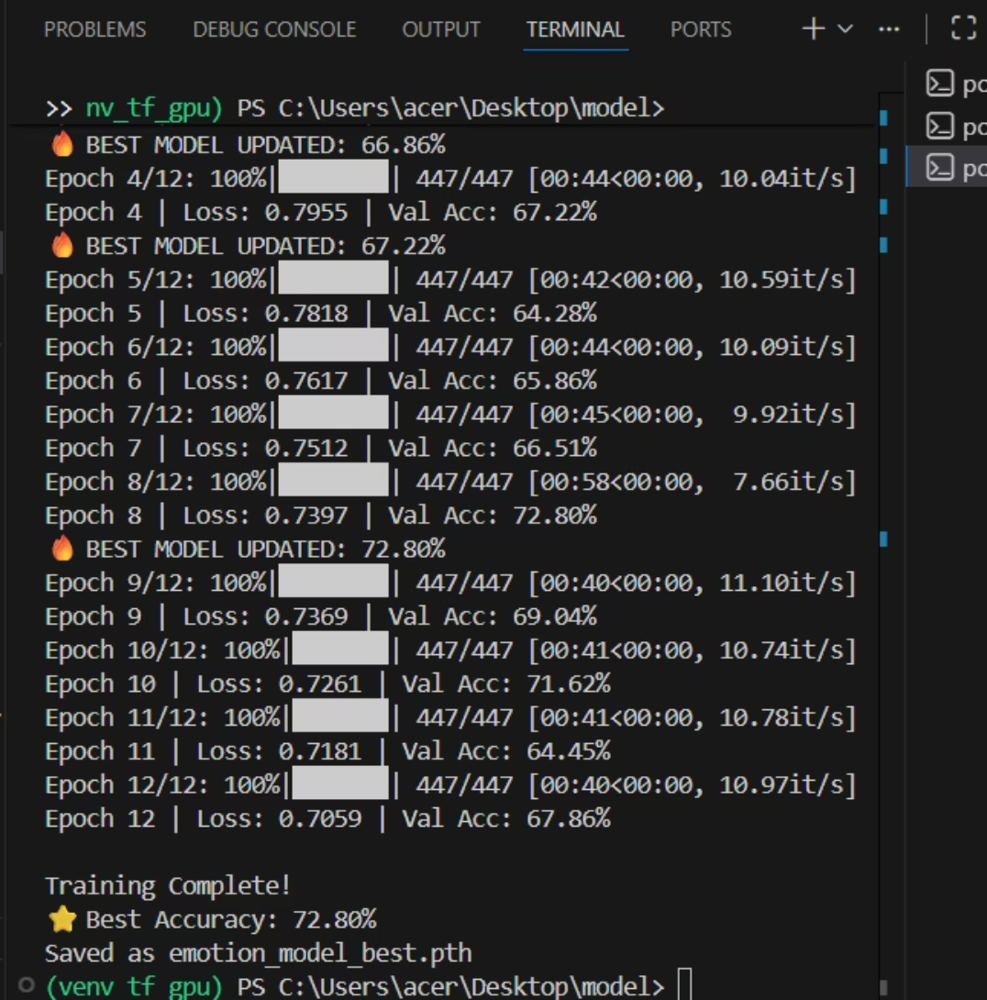 PROBLEMS DEBUG CONSOLE OUTPUT TERMINAL PORTS
>> nv_tf_gpu) PS C:\Users\acer\Desktop\model>
🔥 BEST MODEL UPDATED: 66.86%
Epoch 4/12: 100%|██████| 447/447 [00:44<00:00, 10.04it/s]
Epoch 4 | Loss: 0.7955 | Val Acc: 67.22%
🔥 BEST MODEL UPDATED: 67.22%
Epoch 5/12: 100%|██████| 447/447 [00:42<00:00, 10.59it/s]
Epoch 5 | Loss: 0.7818 | Val Acc: 64.28%
Epoch 6/12: 100%|██████| 447/447 [00:44<00:00, 10.09it/s]
Epoch 6 | Loss: 0.7617 | Val Acc: 65.86%
Epoch 7/12: 100%|██████| 447/447 [00:45<00:00, 9.92it/s]
Epoch 7 | Loss: 0.7512 | Val Acc: 66.51%
Epoch 8/12: 100%|██████| 447/447 [00:58<00:00, 7.66it/s]
Epoch 8 | Loss: 0.7397 | Val Acc: 72.80%
🔥 BEST MODEL UPDATED: 72.80%
Epoch 9/12: 100%|██████| 447/447 [00:40<00:00, 11.10it/s]
Epoch 9 | Loss: 0.7369 | Val Acc: 69.04%
Epoch 10/12: 100%|█████| 447/447 [00:41<00:00, 10.74it/s]
Epoch 10 | Loss: 0.7261 | Val Acc: 71.62%
Epoch 11/12: 100%|█████| 447/447 [00:41<00:00, 10.78it/s]
Epoch 11 | Loss: 0.7181 | Val Acc: 64.45%
Epoch 12/12: 100%|█████| 447/447 [00:40<00:00, 10.97it/s]
Epoch 12 | Loss: 0.7059 | Val Acc: 67.86%
Training Complete!
⭐ Best Accuracy: 72.80%
Saved as emotion_model_best.pth
(venv_tf_gpu) PS C:\Users\acer\Desktop\model>